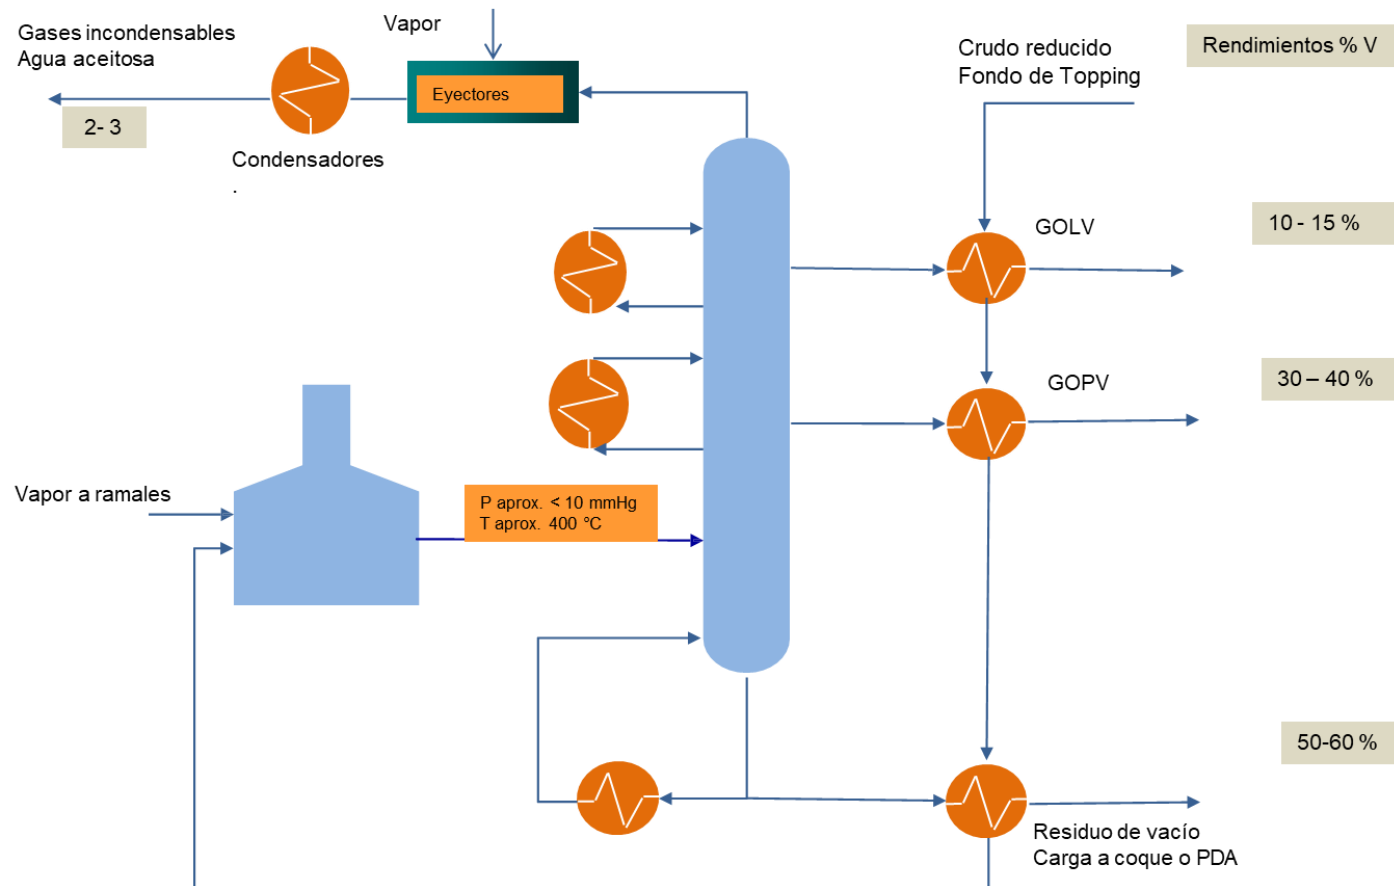 Gases incondensables
Agua aceitosa
Vapor
Crudo reducido
Fondo de Topping
Rendimientos % V
Eyectores
2- 3
Condensadores
.
GOLV
10 - 15 %
GOPV
30 – 40 %
Vapor a ramales
P aprox. < 10 mmHg
T aprox. 400 °C
50-60 %
Residuo de vacío
Carga a coque o PDA